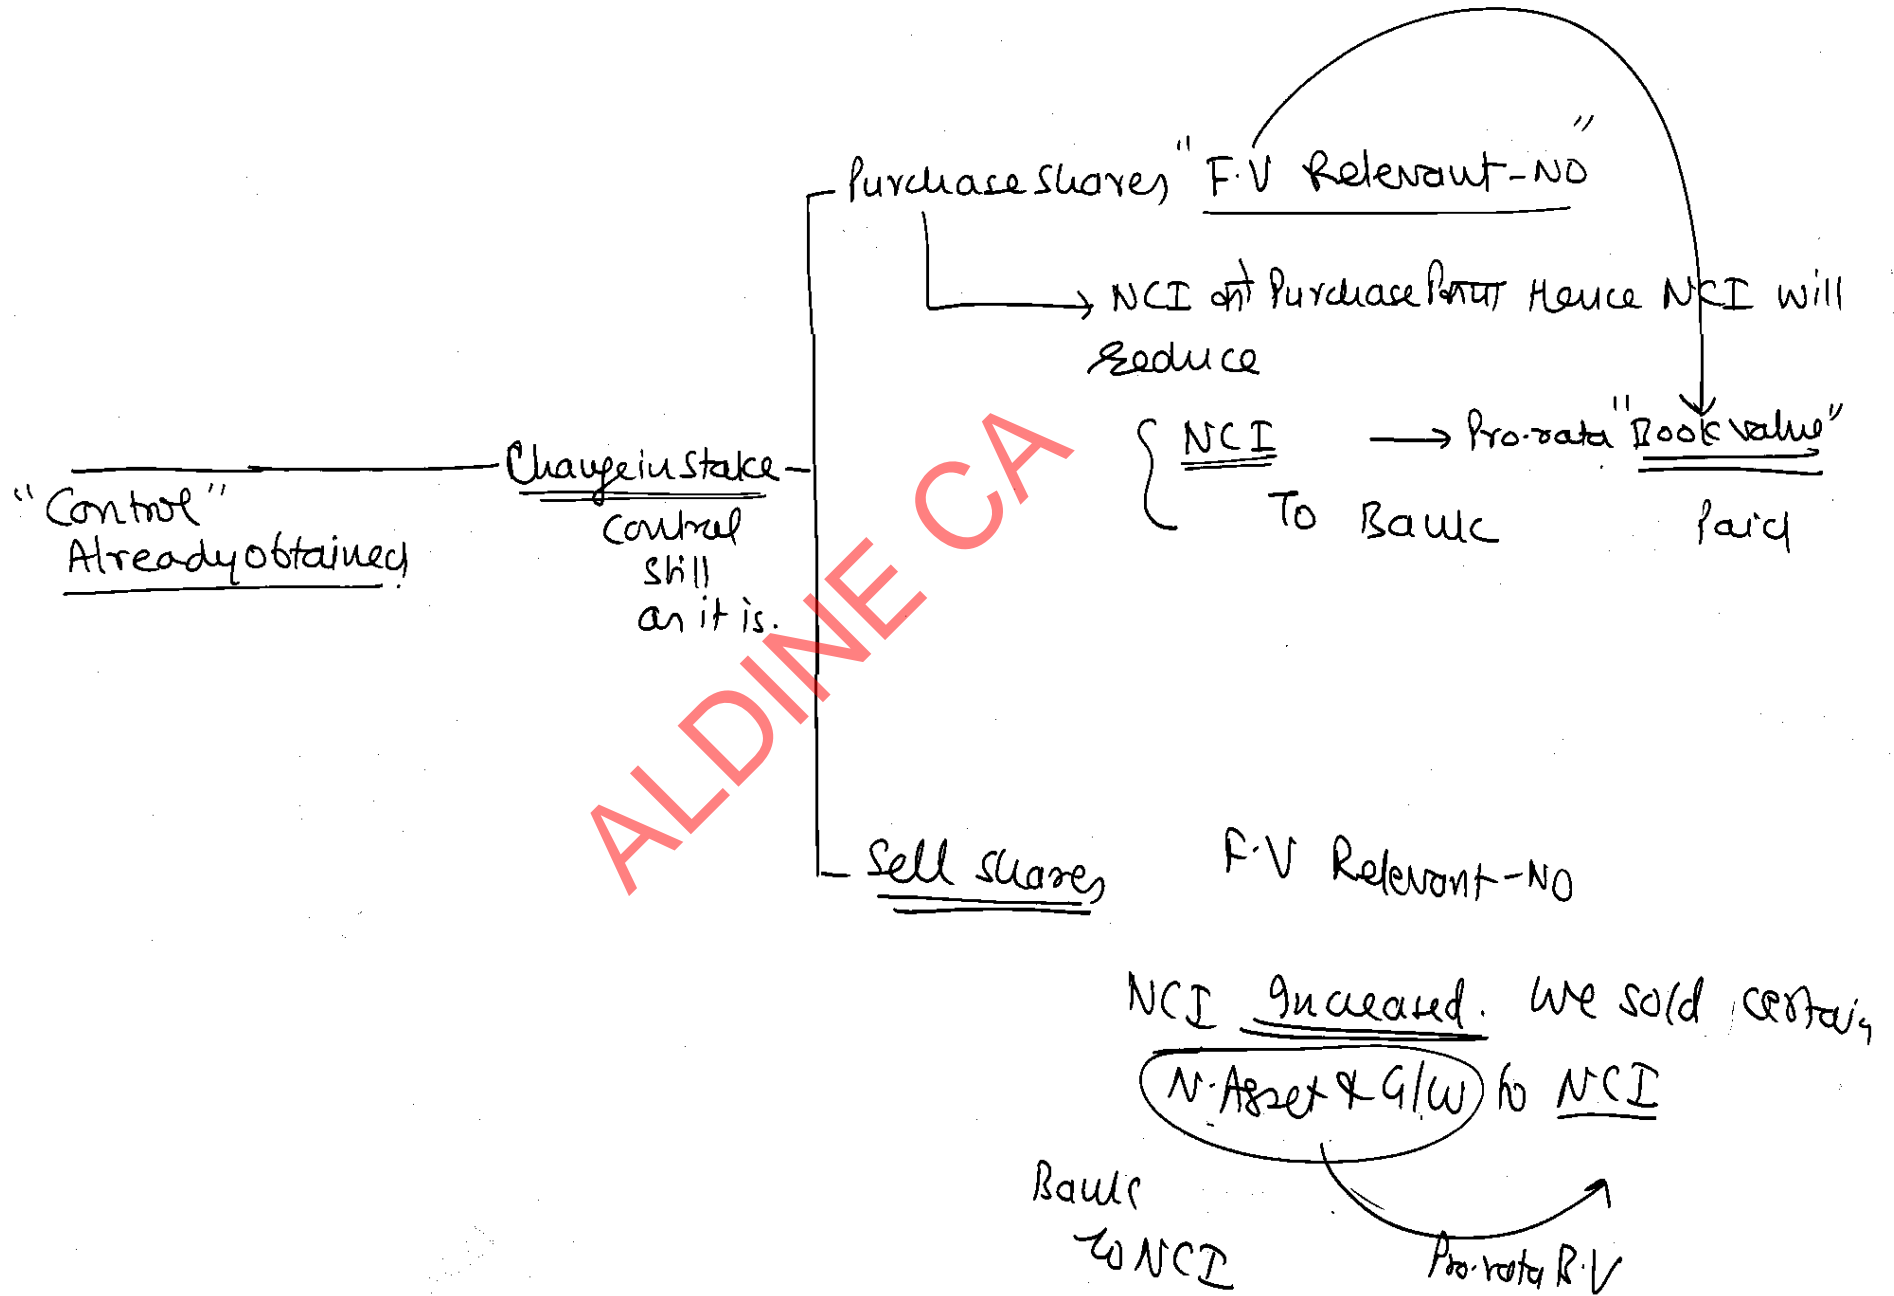 Purchase shares "F.V Relevant-NO"
NCI Purchase Hence NCI will
reduce
NCI → Pro.rata "Book value"
To Bank Paid
"Control"
Already obtained
Change in stake
Control
still
as it is.
ALDINE CA
Sell shares F.V Relevant-NO
NCI Increased. We sold certain
N.Asset & G/W to NCI
Bank
to NCI
Pro.rata B.V